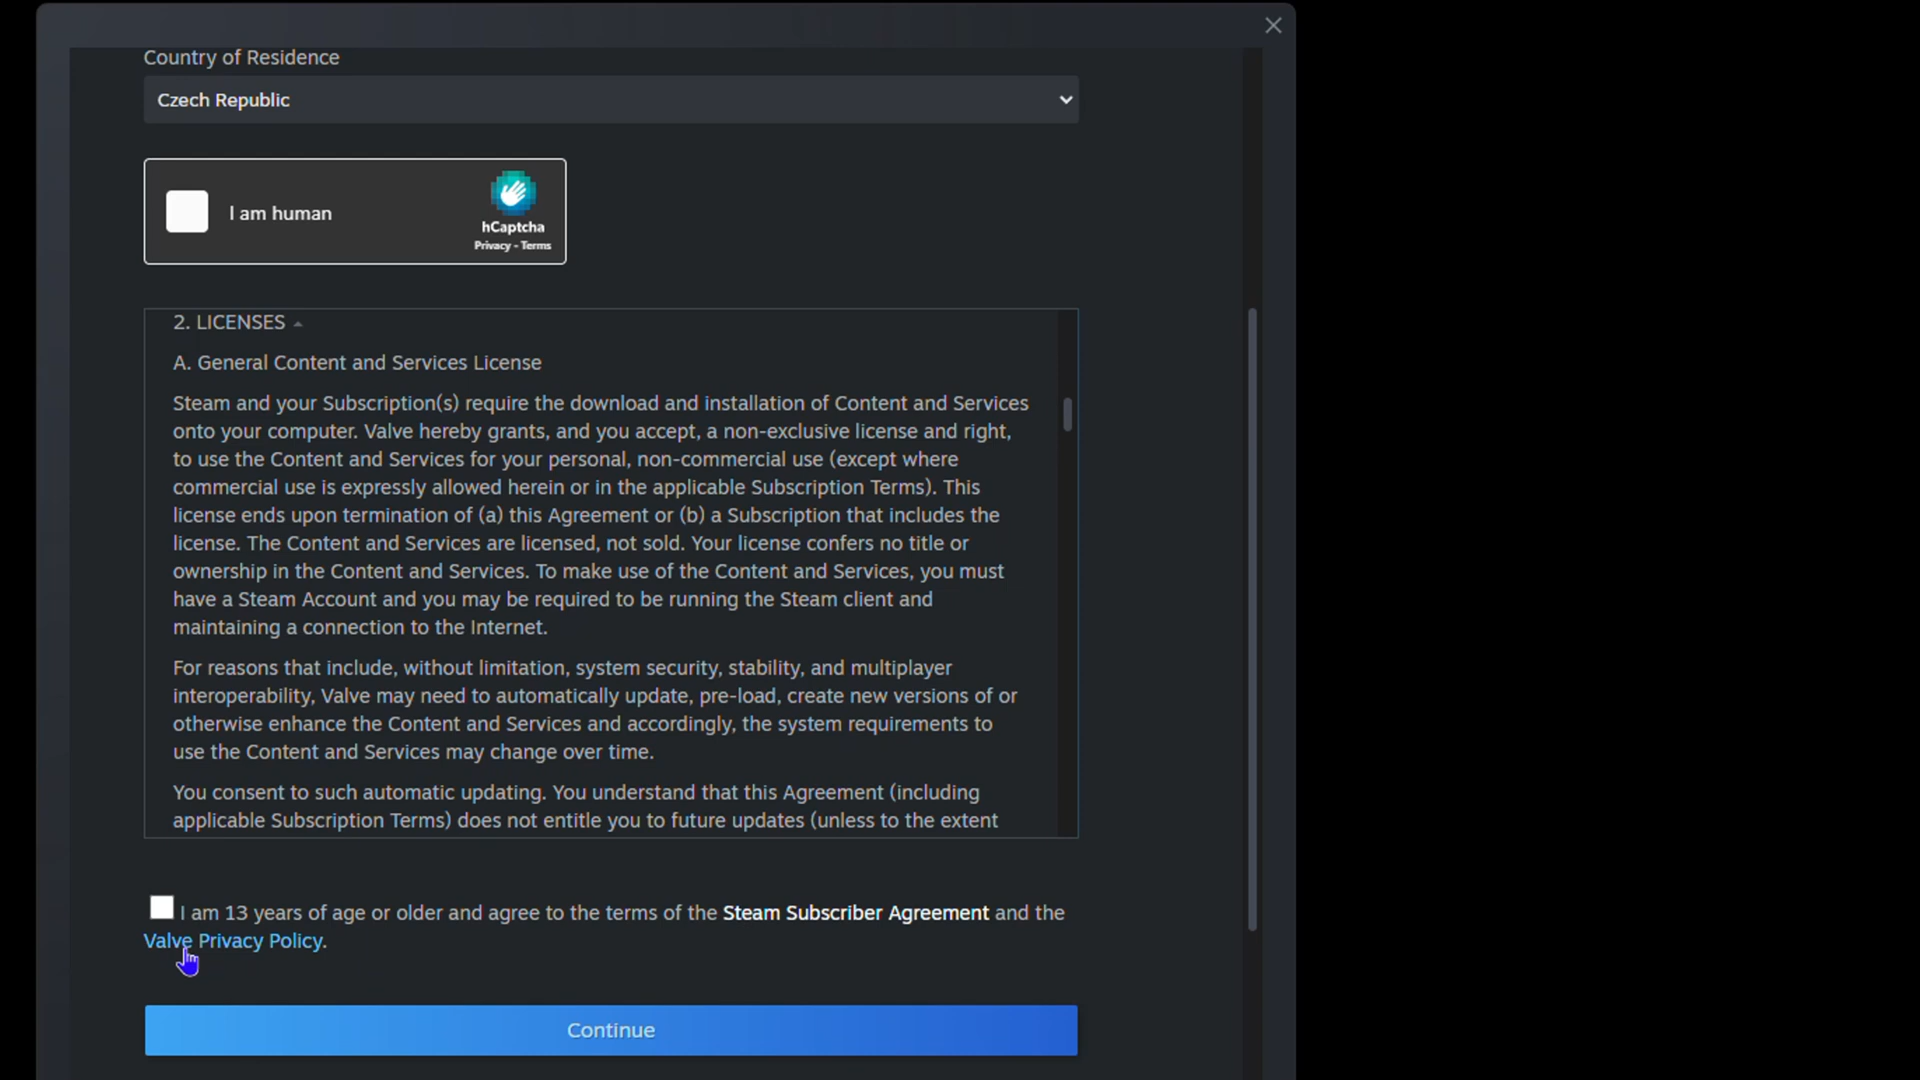 Country of Residence
Czech Republic
I am human
hCaptcha
Privacy - Terms
2. LICENSES
A. General Content and Services License
Steam and your Subscription(s) require the download and installation of Content and Services
onto your computer. Valve hereby grants, and you accept, a non-exclusive license and right,
to use the Content and Services for your personal, non-commercial use (except where
commercial use is expressly allowed herein or in the applicable Subscription Terms). This
license ends upon termination of (a) this Agreement or (b) a Subscription that includes the
license. The Content and Services are licensed, not sold. Your license confers no title or
ownership in the Content and Services. To make use of the Content and Services, you must
have a Steam Account and you may be required to be running the Steam client and
maintaining a connection to the Internet.
For reasons that include, without limitation, system security, stability, and multiplayer
interoperability, Valve may need to automatically update, pre-load, create new versions of or
otherwise enhance the Content and Services and accordingly, the system requirements to
use the Content and Services may change over time.
You consent to such automatic updating. You understand that this Agreement (including
applicable Subscription Terms) does not entitle you to future updates (unless to the extent
I am 13 years of age or older and agree to the terms of the Steam Subscriber Agreement and the
Valve Privacy Policy.
Continue